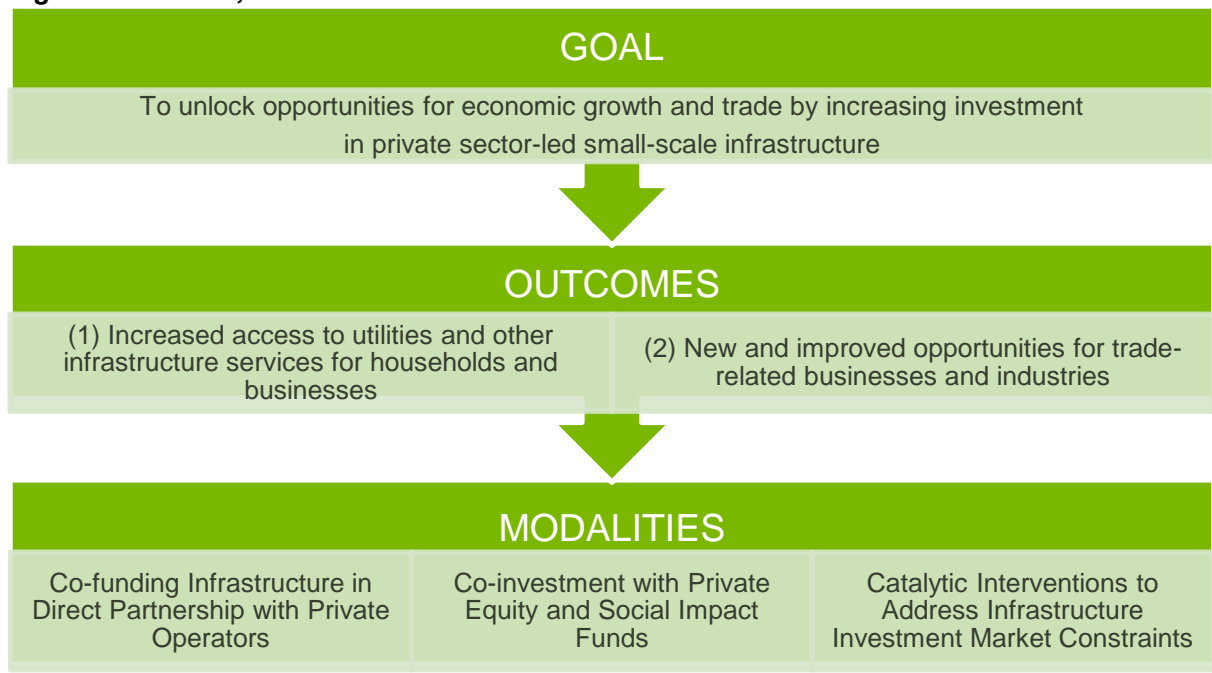 GOAL
To unlock opportunities for economic growth and trade by increasing investment
in private sector-led small-scale infrastructure
OUTCOMES
(1) Increased access to utilities and other
infrastructure services for households and
businesses
(2) New and improved opportunities for trade-
related businesses and industries
MODALITIES
Co-funding Infrastructure in
Direct Partnership with Private
Operators
Co-investment with Private
Equity and Social Impact
Funds
Catalytic Interventions to
Address Infrastructure
Investment Market Constraints